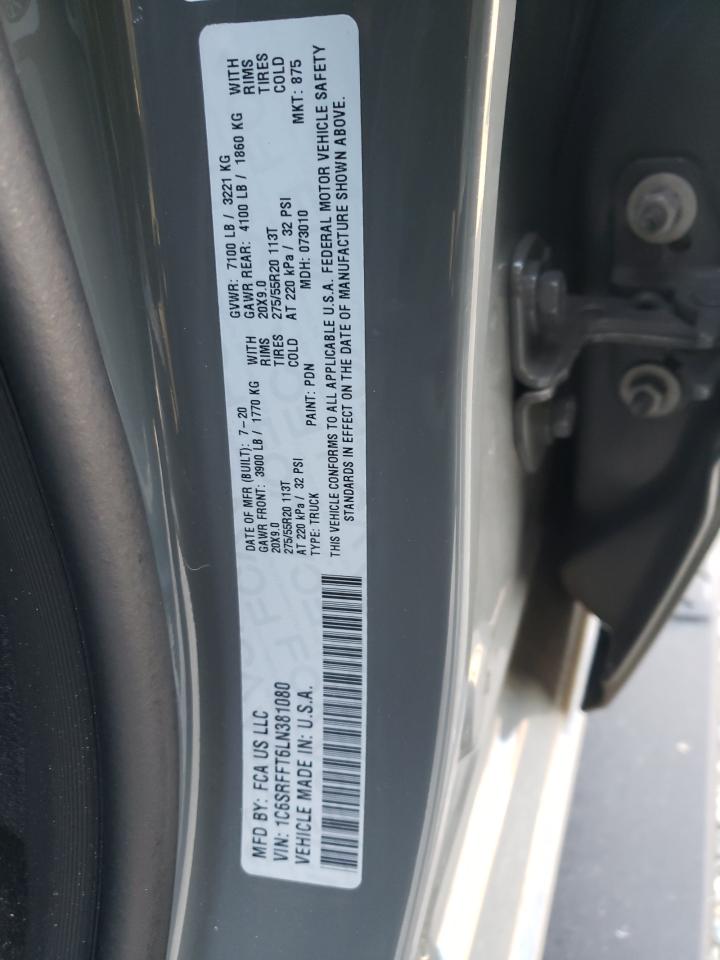 MFD BY: FCA US LLC
VIN: 1C6SRFFT6LN381080
VEHICLE MADE IN: U.S.A.
DATE OF MFR (BUILT): 7-20
GAWR FRONT: 3900 LB / 1770 KG WITH
20X9.0 RIMS
275/55R20 113T TIRES
AT 220 kPa / 32 PSI COLD
TYPE: TRUCK PAINT: PDN
GVWR: 7100 LB / 3221 KG
GAWR REAR: 4100 LB / 1860 KG WITH
20X9.0 RIMS
275/55R20 113T TIRES
AT 220 kPa / 32 PSI COLD
MDH: 073010 MKT: 875
THIS VEHICLE CONFORMS TO ALL APPLICABLE U.S.A. FEDERAL MOTOR VEHICLE SAFETY
STANDARDS IN EFFECT ON THE DATE OF MANUFACTURE SHOWN ABOVE.